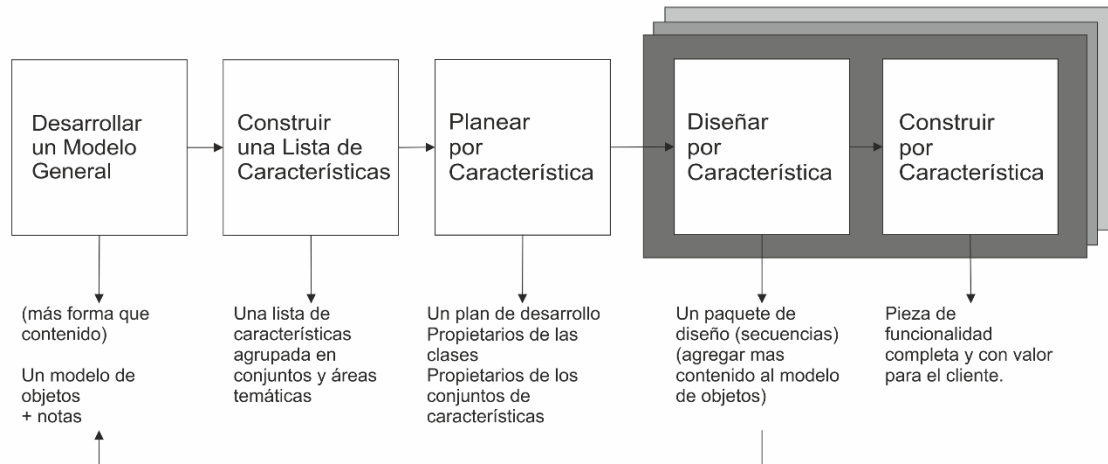 Desarrollar
un Modelo
General
Construir
una Lista de
Características
Planear
por
Característica
Diseñar
por
Característica
Construir
por
Característica
(más forma que
contenido)
Un modelo de
objetos
+ notas
Una lista de
características
agrupada en
conjuntos y áreas
temáticas
Un plan de desarrollo
Propietarios de las
clases
Propietarios de los
conjuntos de
características
Un paquete de
diseño (secuencias)
(agregar mas
contenido al modelo
de objetos)
Pieza de
funcionalidad
completa y con valor
para el cliente.